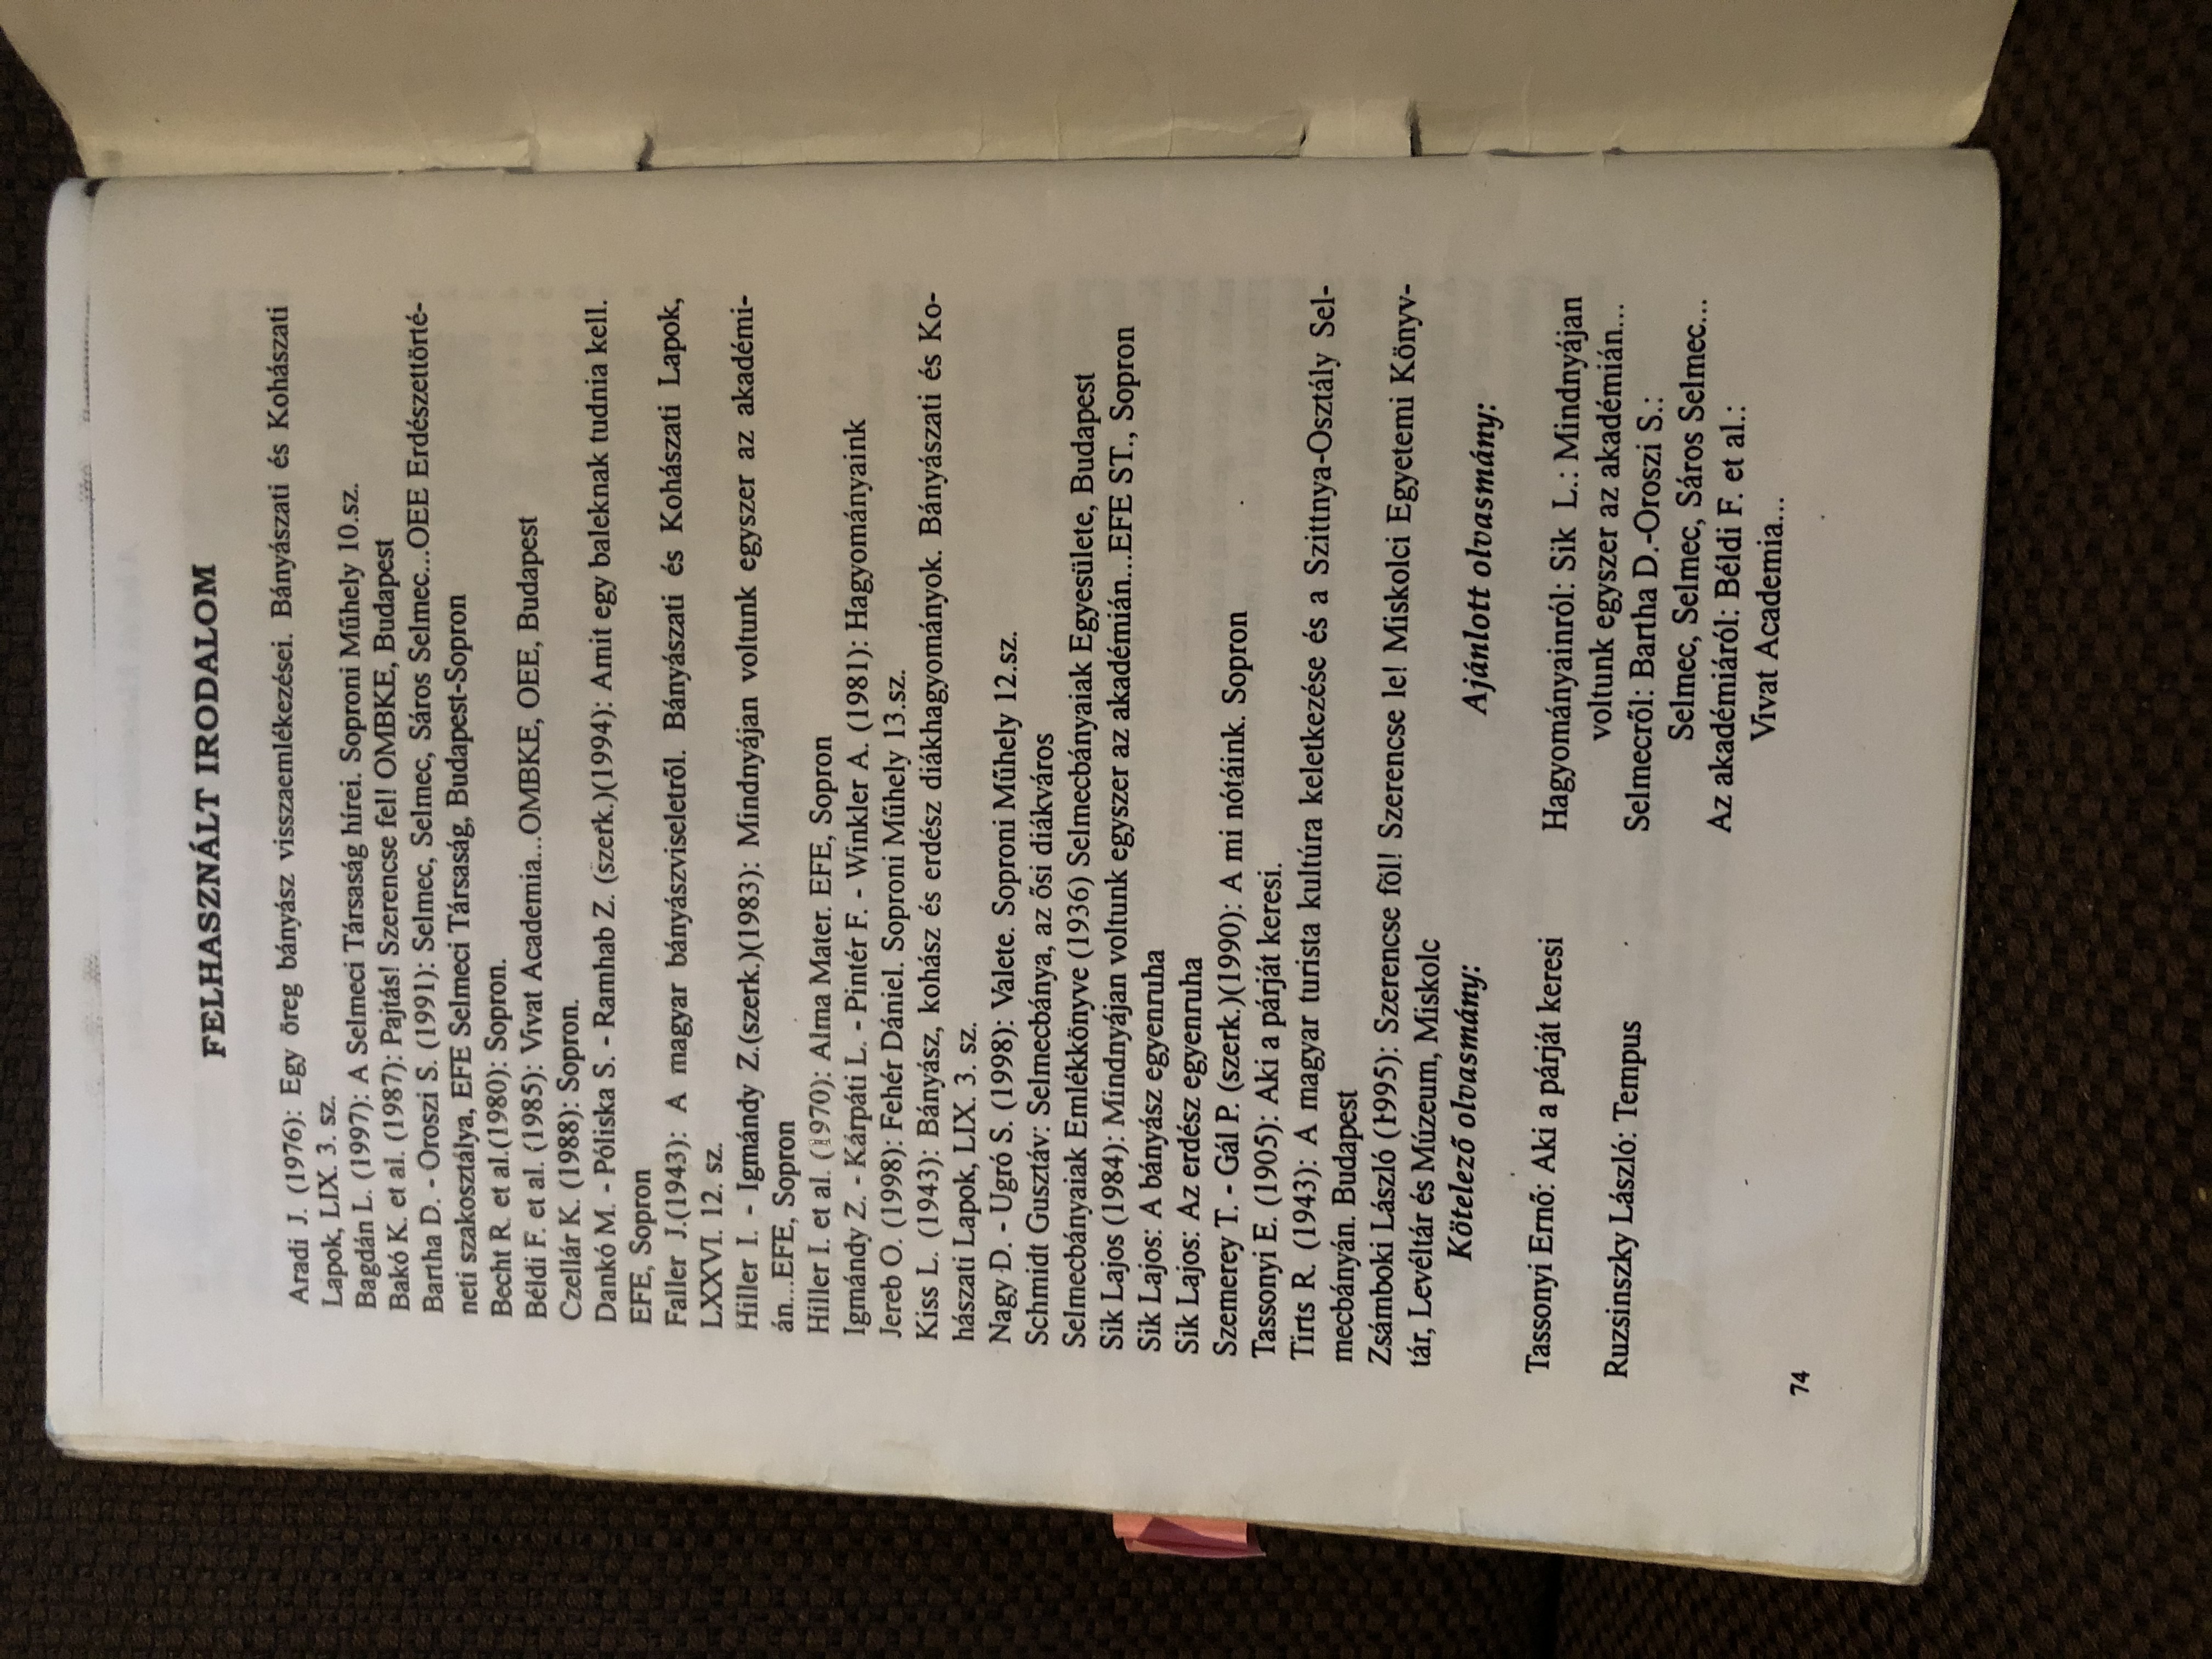 FELHASZNÁLT IRODALOM
Aradi J. (1976): Egy öreg bányász visszaemlékezései. Bányászati és Kohászati
Lapok, LIX. 3. sz.
Bagdán L. (1997): A Selmeci Társaság hírei. Soproni Műhely 10.sz.
Bakó K. et al. (1987): Pajtás! Szerencse fel! OMBKE, Budapest
Bartha D. - Oroszi S. (1991): Selmec, Selmec, Sáros Selmec...OEE Erdészettörté-
neti szakosztálya, EFE Selmeci Társaság, Budapest-Sopron
Becht R. et al.(1980): Sopron.
Béldi F. et al. (1985): Vivat Academia...OMBKE, OEE, Budapest
Czellár K. (1988): Sopron.
Dankó M. - Póliska S. - Ramhab Z. (szerk.)(1994): Amit egy baleknak tudnia kell.
EFE, Sopron
Faller J.(1943): A magyar bányászviseletről. Bányászati és Kohászati Lapok,
LXXVI. 12. sz.
Hiller I. - Igmándy Z.(szerk.)(1983): Mindnyájan voltunk egyszer az akadémi-
án...EFE, Sopron
Hiller I. et al. (1970): Alma Mater. EFE, Sopron
Igmándy Z. - Kárpáti L. - Pintér F. - Winkler A. (1981): Hagyományaink
Jereb O. (1998): Fehér Dániel. Soproni Műhely 13.sz.
Kiss L. (1943): Bányász, kohász és erdész diákhagyományok. Bányászati és Ko-
hászati Lapok, LIX. 3. sz.
Nagy D. - Ugró S. (1998): Valete. Soproni Műhely 12.sz.
Schmidt Gusztáv: Selmecbánya, az ősi diákváros
Selmecbányaiak Emlékkönyve (1936) Selmecbányaiak Egyesülete, Budapest
Sik Lajos (1984): Mindnyájan voltunk egyszer az akadémián...EFE ST., Sopron
Sik Lajos: A bányász egyenruha
Sik Lajos: Az erdész egyenruha
Szemerey T. - Gál P. (szerk.)(1990): A mi nótáink. Sopron
Tassonyi E. (1905): Aki a párját keresi.
Tirts R. (1943): A magyar turista kultúra keletkezése és a Szittnya-Osztály Sel-
mecbányán. Budapest
Zsámboki László (1995): Szerencse föl! Szerencse le! Miskolci Egyetemi Könyv-
tár, Levéltár és Múzeum, Miskolc
Kötelező olvasmány:
Tassonyi Ernő: Aki a párját keresi
Ruzsinszky László: Tempus
Ajánlott olvasmány:
Hagyományainról: Sik L.: Mindnyájan
voltunk egyszer az akadémián...
Selmecről: Bartha D.-Oroszi S.:
Selmec, Selmec, Sáros Selmec...
Az akadémiáról: Béldi F. et al.:
Vivat Academia...
74